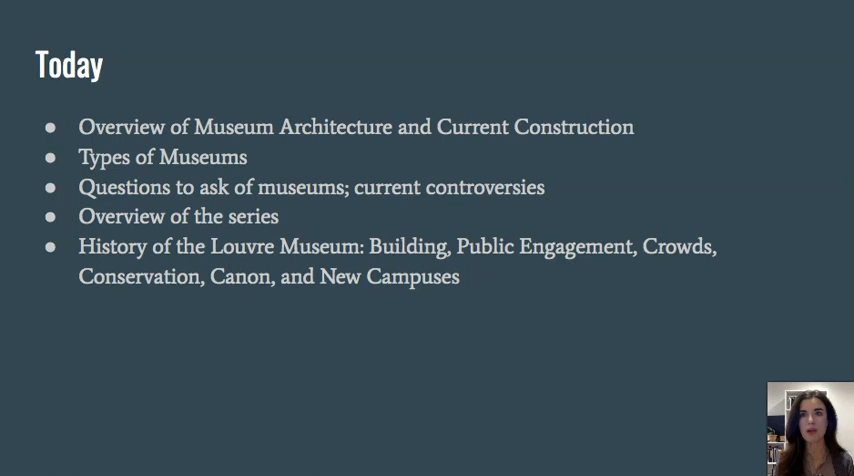 Today
● Overview of Museum Architecture and Current Construction
● Types of Museums
● Questions to ask of museums; current controversies
● Overview of the series
● History of the Louvre Museum: Building, Public Engagement, Crowds,
Conservation, Canon, and New Campuses